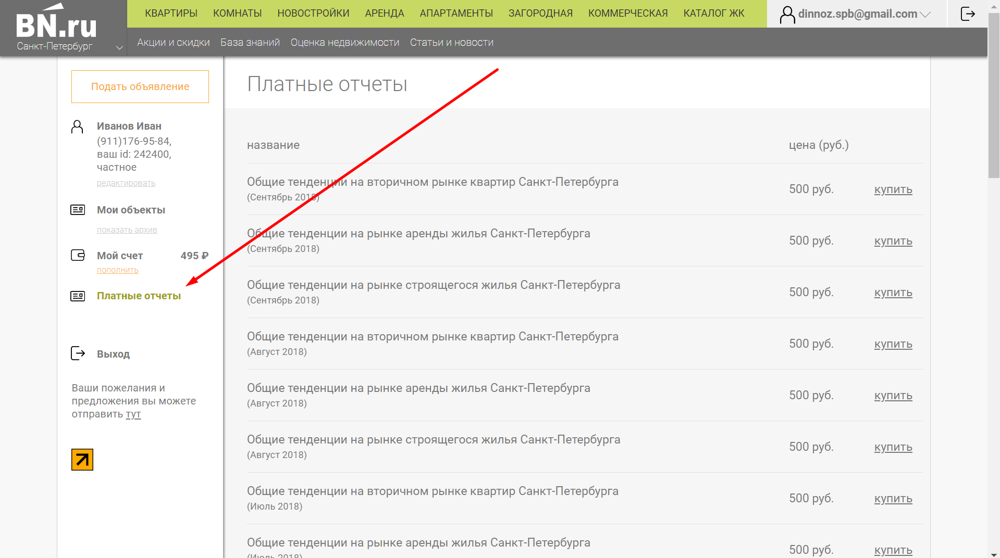 BN.ru
Санкт-Петербург
КВАРТИРЫ КОМНАТЫ НОВОСТРОЙКИ АРЕНДА АПАРТАМЕНТЫ ЗАГОРОДНАЯ КОММЕРЧЕСКАЯ КАТАЛОГ ЖК
dinnoz.spb@gmail.com
Акции и скидки База знаний Оценка недвижимости Статьи и новости
Подать объявление
Иванов Иван
(911)176-95-84,
ваш id: 242400,
частное
редактировать
Мои объекты
показать архив
Мой счет 495 ₽
пополнить
Платные отчеты
Выход
Ваши пожелания и
предложения вы можете
отправить тут
Платные отчеты
название цена (руб.)
Общие тенденции на вторичном рынке квартир Санкт-Петербурга
(Сентябрь 2018)
500 руб. купить
Общие тенденции на рынке аренды жилья Санкт-Петербурга
(Сентябрь 2018)
500 руб. купить
Общие тенденции на рынке строящегося жилья Санкт-Петербурга
(Сентябрь 2018)
500 руб. купить
Общие тенденции на вторичном рынке квартир Санкт-Петербурга
(Август 2018)
500 руб. купить
Общие тенденции на рынке аренды жилья Санкт-Петербурга
(Август 2018)
500 руб. купить
Общие тенденции на рынке строящегося жилья Санкт-Петербурга
(Август 2018)
500 руб. купить
Общие тенденции на вторичном рынке квартир Санкт-Петербурга
(Июль 2018)
500 руб. купить
Общие тенденции на рынке аренды жилья Санкт-Петербурга
(Июль 2018)
500 руб. купить